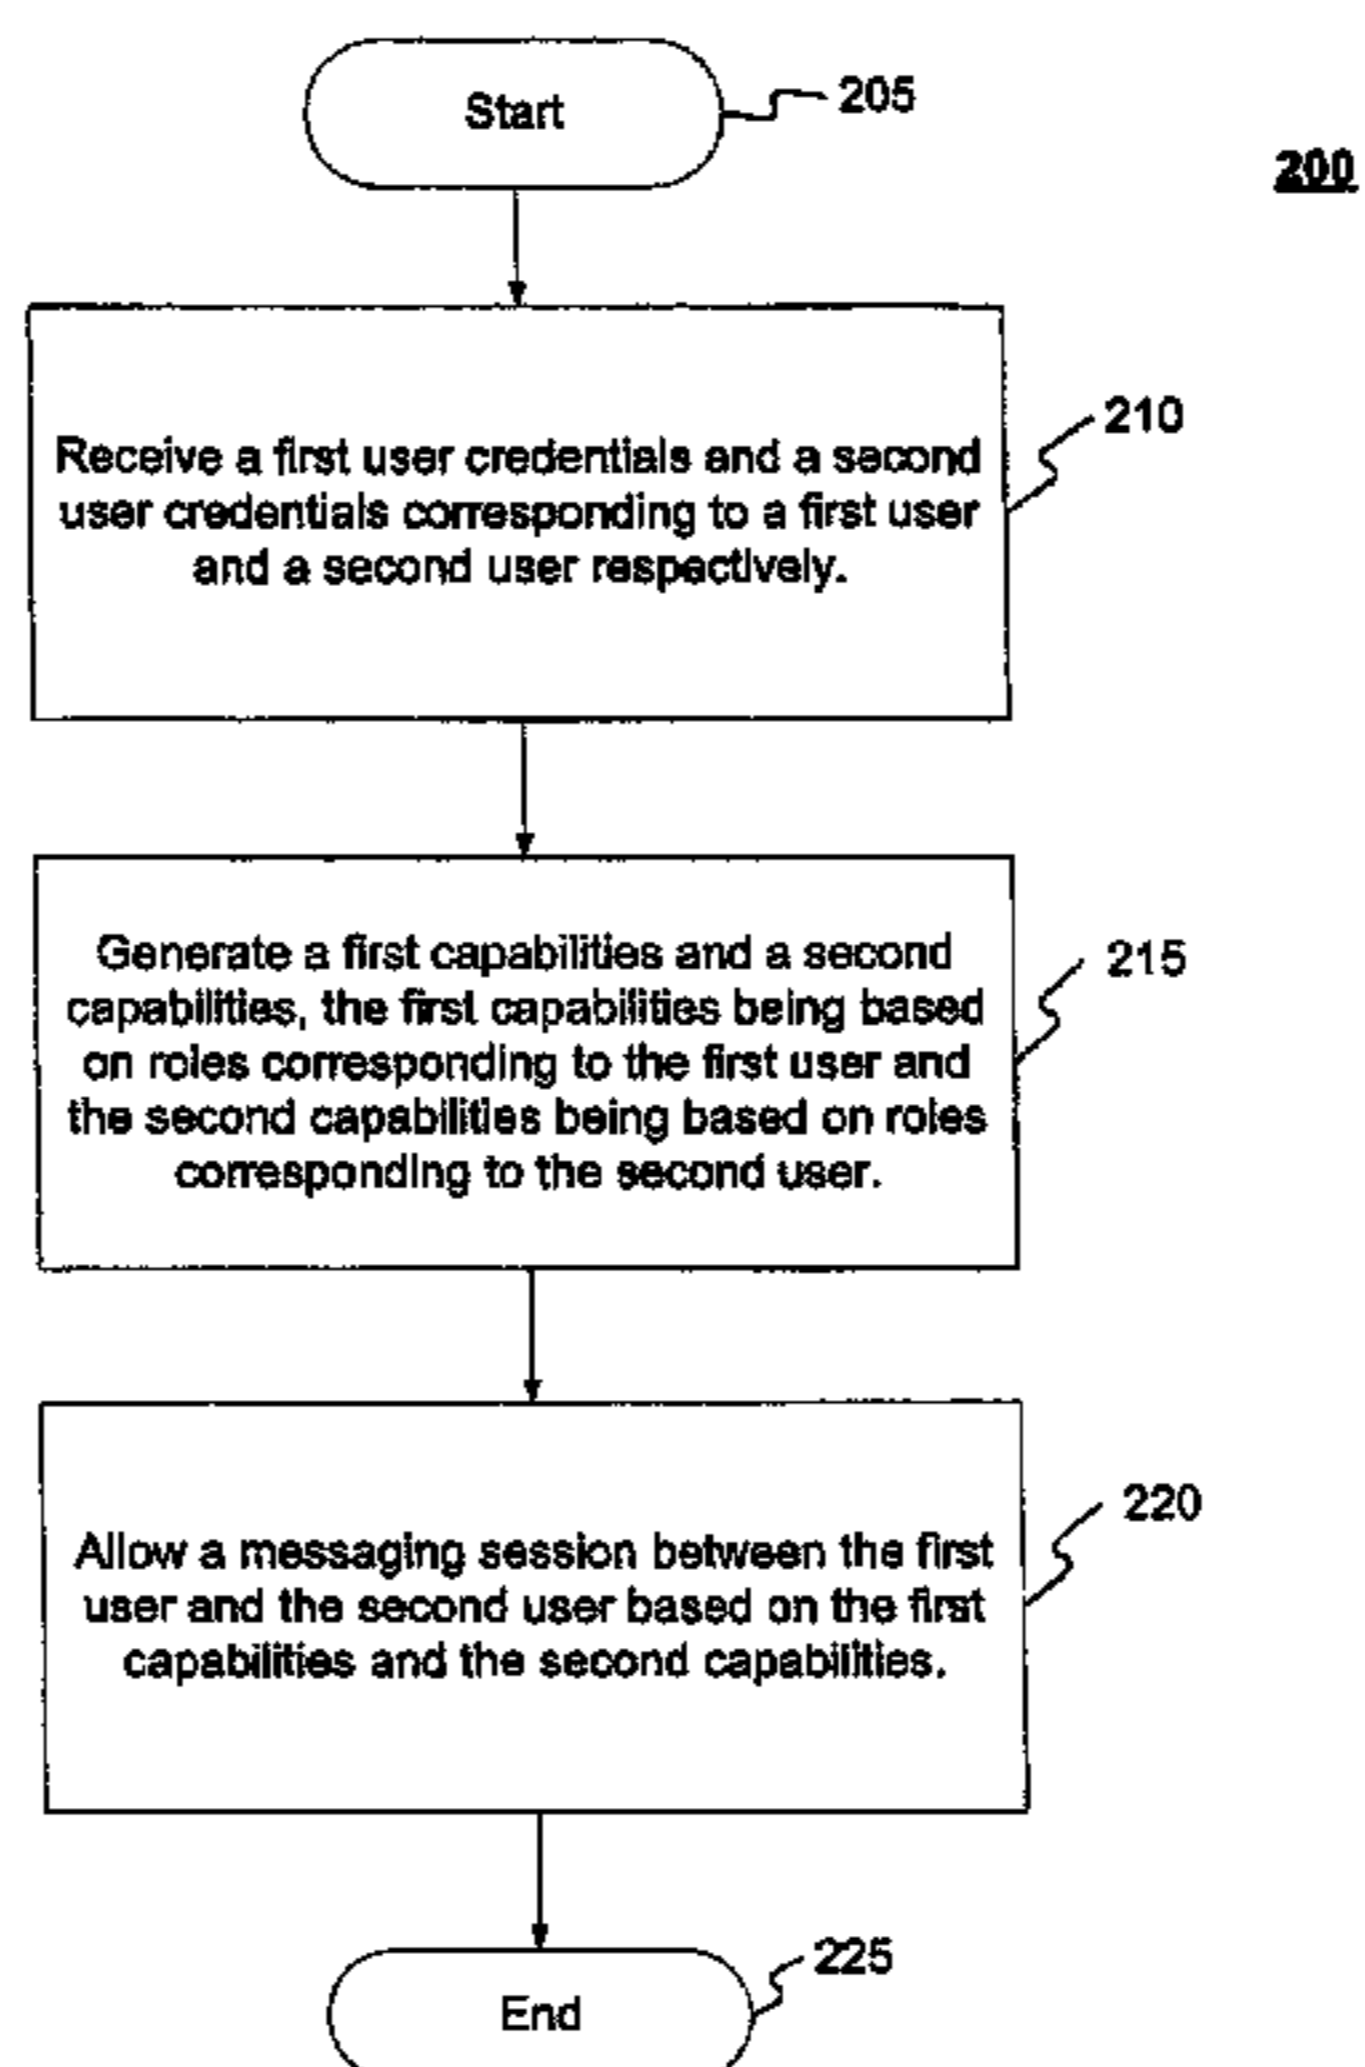 Start
205
200
Receive a first user credentials and a second
user credentials corresponding to a first user
and a second user respectively.
210
Generate a first capabilities and a second
capabilities, the first capabilities being based
on roles corresponding to the first user and
the second capabilities being based on roles
corresponding to the second user.
215
Allow a messaging session between the first
user and the second user based on the first
capabilities and the second capabilities.
220
End
225